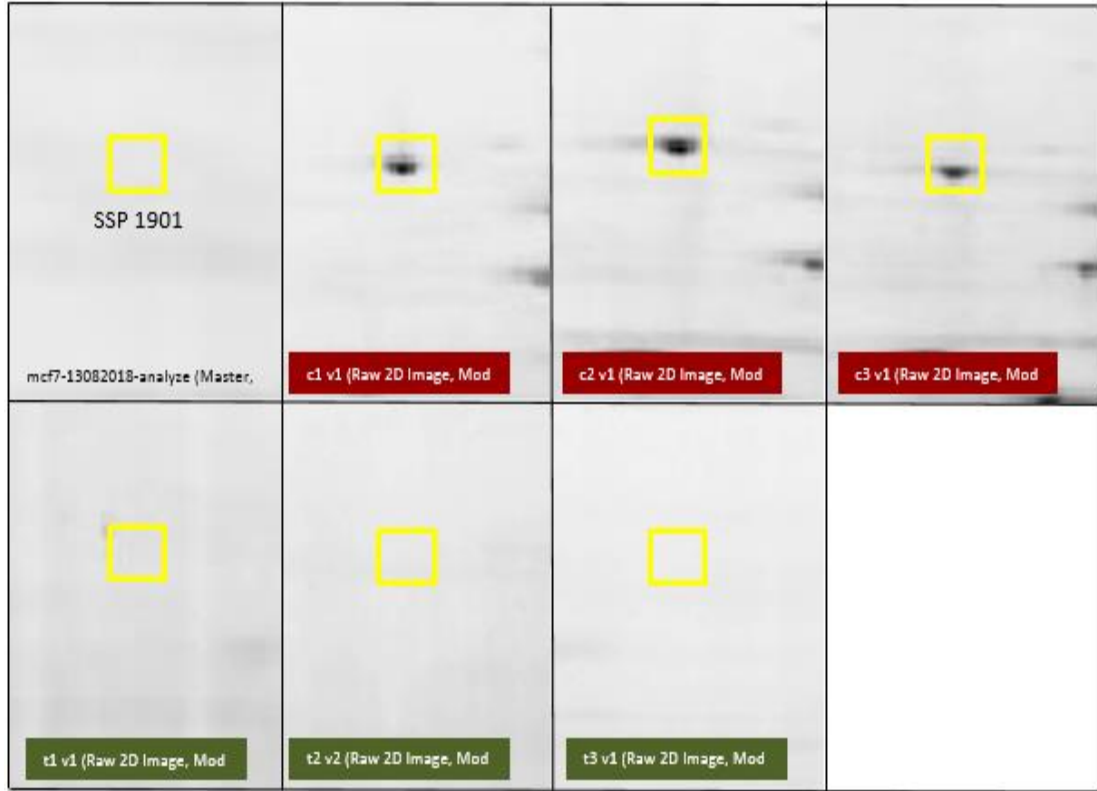 SSP 1901
mcf7-13082018-analyze (Master,
c1 v1 (Raw 2D Image, Mod
c2 v1 (Raw 2D Image, Mod
c3 v1 (Raw 2D Image, Mod
t1 v1 (Raw 2D Image, Mod
t2 v2 (Raw 2D Image, Mod
t3 v1 (Raw 2D Image, Mod